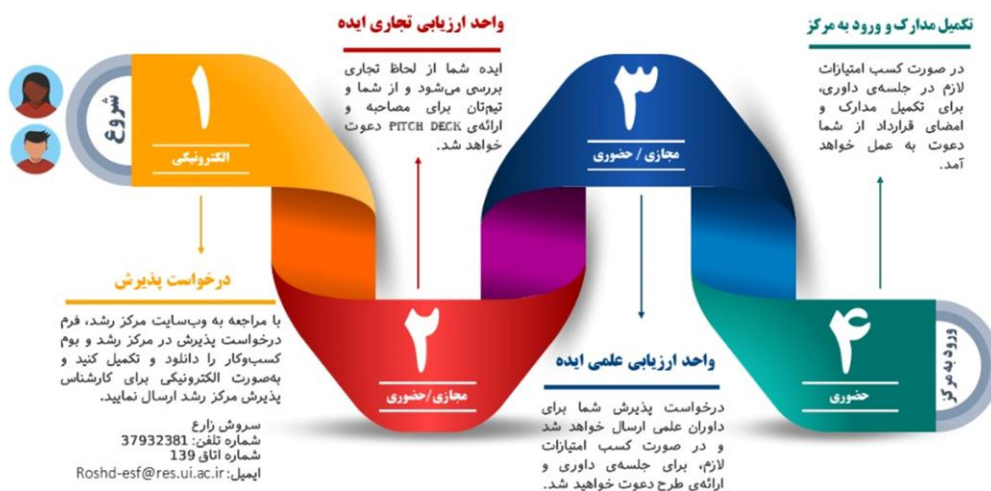 شروع
۱
الکترونیکی
درخواست پذیرش
با مراجعه به وب‌سایت مرکز رشد، فرم
درخواست پذیرش در مرکز رشد و بوم
کسب‌وکار را دانلود و تکمیل کنید و
به‌صورت الکترونیکی برای کارشناس
پذیرش مرکز رشد ارسال نمایید.
سروش زارع
شماره تلفن: 37932381
شماره اتاق 139
ایمیل: Roshd-esf@res.ui.ac.ir
واحد ارزیابی تجاری ایده
ایده شما از لحاظ تجاری
بررسی می‌شود و از شما و
تیم‌تان برای مصاحبه و
ارائه‌ی PITCH DECK دعوت
خواهد شد.
۲
مجازی/حضوری
۳
مجازی / حضوری
واحد ارزیابی علمی ایده
درخواست پذیرش شما برای
داوران علمی ارسال خواهد شد
و در صورت کسب امتیازات
لازم، برای جلسه‌ی داوری و
ارائه‌ی طرح دعوت خواهید شد.
تکمیل مدارک و ورود به مرکز
در صورت کسب امتیازات
لازم در جلسه‌ی داوری،
برای تکمیل مدارک و
امضای قرارداد از شما
دعوت به عمل خواهد
آمد.
۴
حضوری
ورود به مرکز